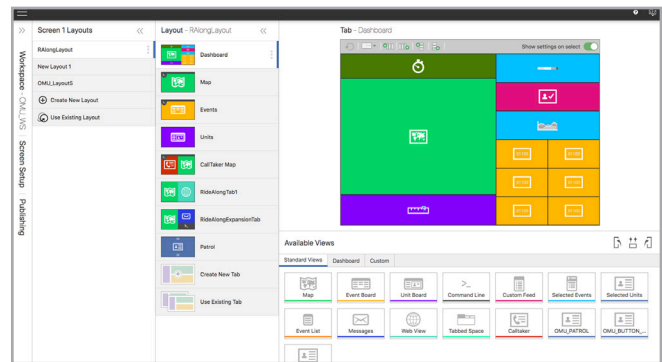 Screen 1 Layouts
Layout - RAlongLayout
Tab - Dashboard
Workspace - OMU_WS
Screen Setup
Publishing
RAlongLayout
New Layout 1
OMU_Layout5
Create New Layout
Use Existing Layout
Dashboard
Map
Events
Units
CallTaker Map
RideAlongTab1
RideAlongExpansionTab
Patrol
Create New Tab
Use Existing Tab
Show settings on select
Available Views
Standard Views
Dashboard
Custom
Map
Event Board
Unit Board
Command Line
Custom Feed
Selected Events
Selected Units
Event List
Messages
Web View
Tabbed Space
Calltaker
OMU_PATROL
OMU_BUTTON_...